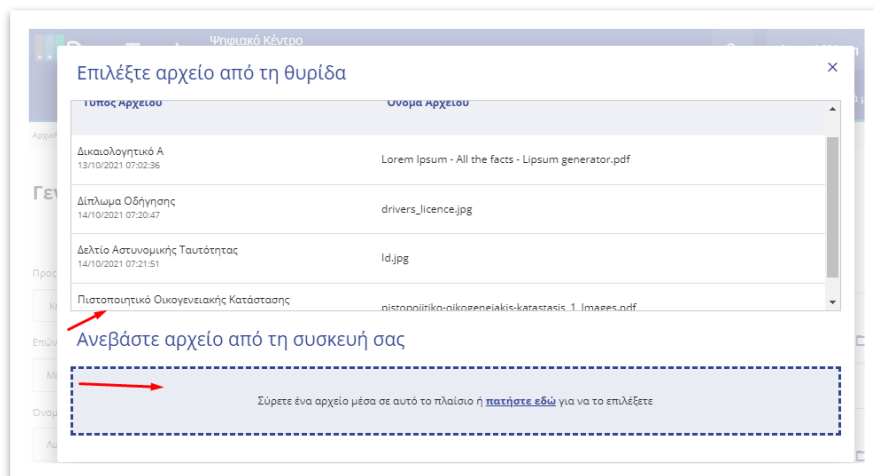 Ψηφιακό Κέντρο
Επιλέξτε αρχείο από τη θυρίδα
×
Τύπος Αρχείου Όνομα Αρχείου
Δικαιολογητικό Α
13/10/2021 07:02:36
Lorem Ipsum - All the facts - Lipsum generator.pdf
Δίπλωμα Οδήγησης
14/10/2021 07:20:47
drivers_licence.jpg
Δελτίο Αστυνομικής Ταυτότητας
14/10/2021 07:21:51
Id.jpg
Πιστοποιητικό Οικογενειακής Κατάστασης
pistopoiitiko-oikogeneiakis-katastasis_1_Images.pdf
Ανεβάστε αρχείο από τη συσκευή σας
Σύρετε ένα αρχείο μέσα σε αυτό το πλαίσιο ή πατήστε εδώ για να το επιλέξετε